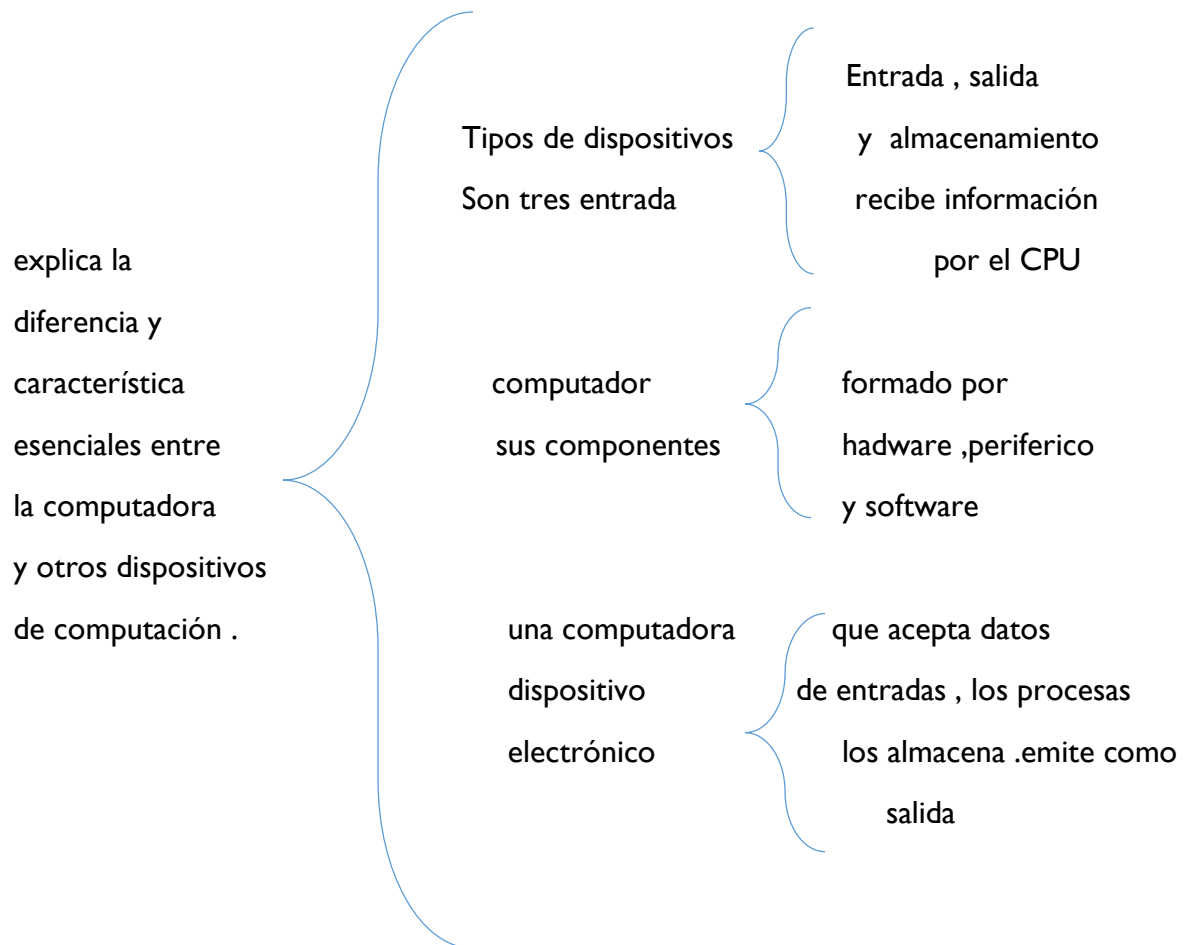 explica la
diferencia y
característica
esenciales entre
la computadora
y otros dispositivos
de computación .
Tipos de dispositivos
Son tres entrada
Entrada , salida
y almacenamiento
recibe información
por el CPU
computador
sus componentes
formado por
hadware ,periferico
y software
una computadora
dispositivo
electrónico
que acepta datos
de entradas , los procesas
los almacena .emite como
salida